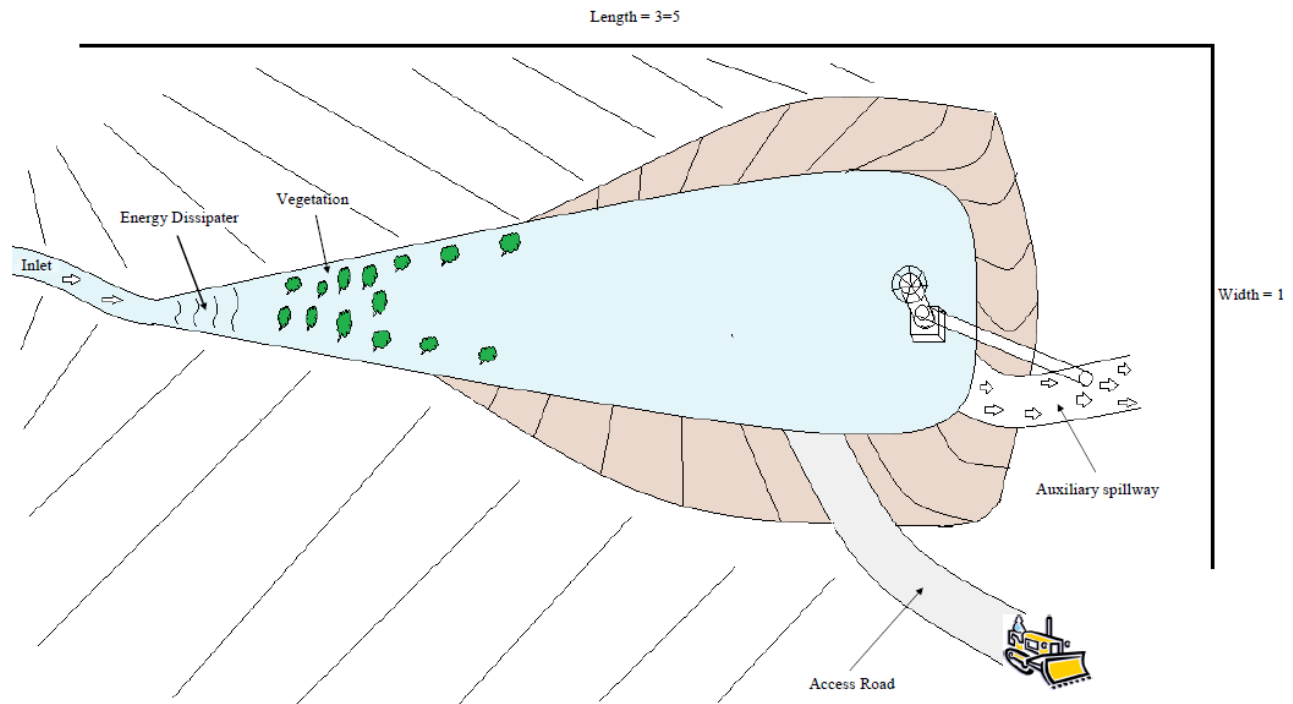 Length = 3=5
Vegetation
Energy Dissipater
Inlet
Width = 1
Auxiliary spillway
Access Road